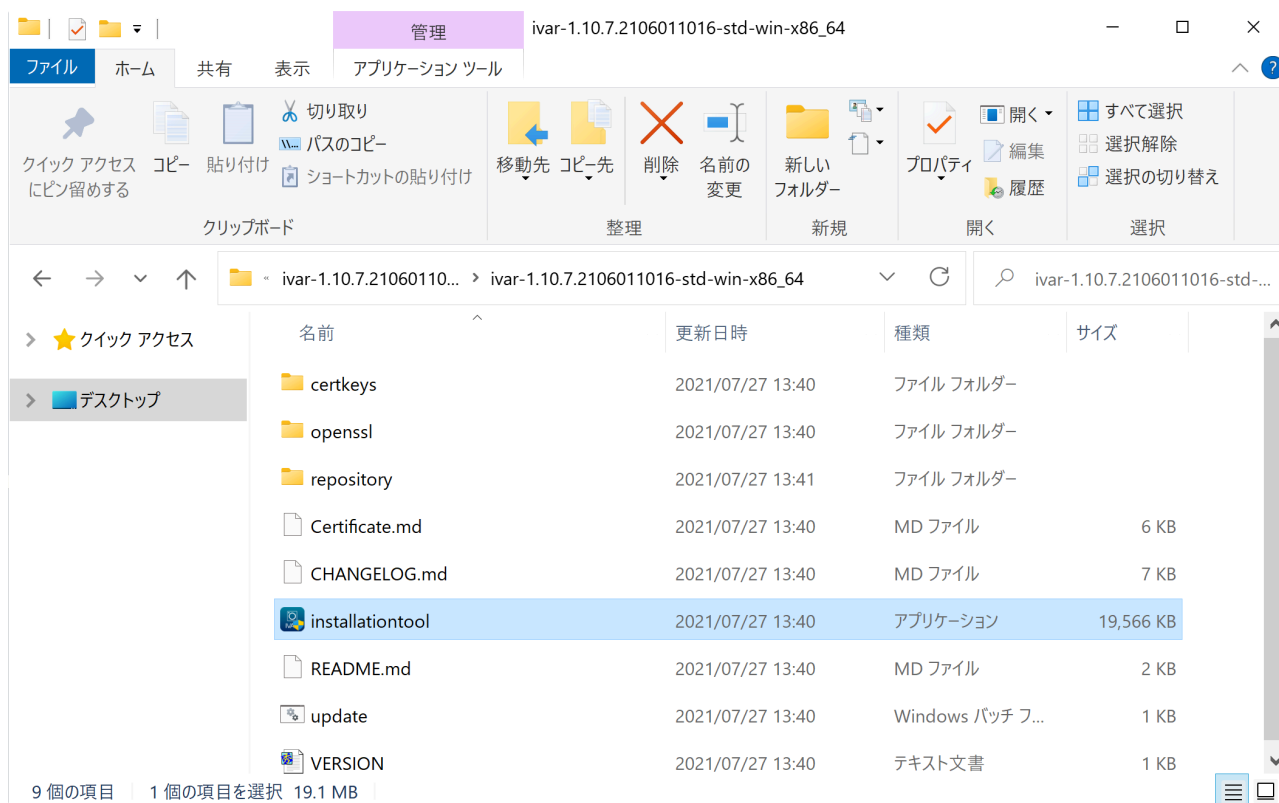 管理
ivar-1.10.7.2106011016-std-win-x86_64
ファイル
ホーム
共有
表示
アプリケーション ツール
?
クイック アクセス
にピン留めする
コピー
貼り付け
切り取り
パスのコピー
ショートカットの貼り付け
クリップボード
移動先
コピー先
削除
名前の
変更
整理
新しい
フォルダー
新規
プロパティ
開く
編集
履歴
開く
すべて選択
選択解除
選択の切り替え
選択
« ivar-1.10.7.21060110... › ivar-1.10.7.2106011016-std-win-x86_64
ivar-1.10.7.2106011016-std-...
クイック アクセス
デスクトップ
名前 更新日時 種類 サイズ
certkeys 2021/07/27 13:40 ファイル フォルダー
openssl 2021/07/27 13:40 ファイル フォルダー
repository 2021/07/27 13:41 ファイル フォルダー
Certificate.md 2021/07/27 13:40 MD ファイル 6 KB
CHANGELOG.md 2021/07/27 13:40 MD ファイル 7 KB
installationtool 2021/07/27 13:40 アプリケーション 19,566 KB
README.md 2021/07/27 13:40 MD ファイル 2 KB
update 2021/07/27 13:40 Windows バッチ フ... 1 KB
VERSION 2021/07/27 13:40 テキスト文書 1 KB
9 個の項目 1 個の項目を選択 19.1 MB